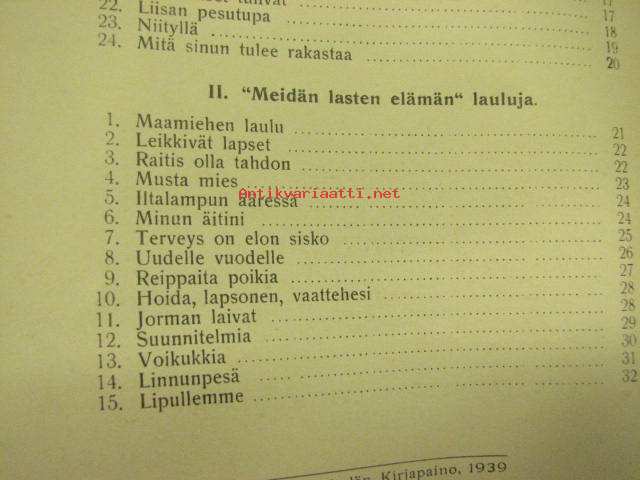 22. Liisan pesutupa 17
23. Niityllä 18
24. Mitä sinun tulee rakastaa 19
20
II. "Meidän lasten elämän" lauluja.
1. Maamiehen laulu 21
2. Leikkivät lapset 22
3. Raitis olla tahdon 22
4. Musta mies 23
5. Iltalampun ääressä 24
6. Minun äitini 24
7. Terveys on elon sisko 25
8. Uudelle vuodelle 26
9. Reippaita poikia 27
10. Hoida, lapsonen, vaattehesi 28
11. Jorman laivat 28
12. Suunnitelmia 29
13. Voikukkia 30
14. Linnunpesä 31
15. Lipullemme 32
Kirjapaino, 1939
Antikvariaatti.net